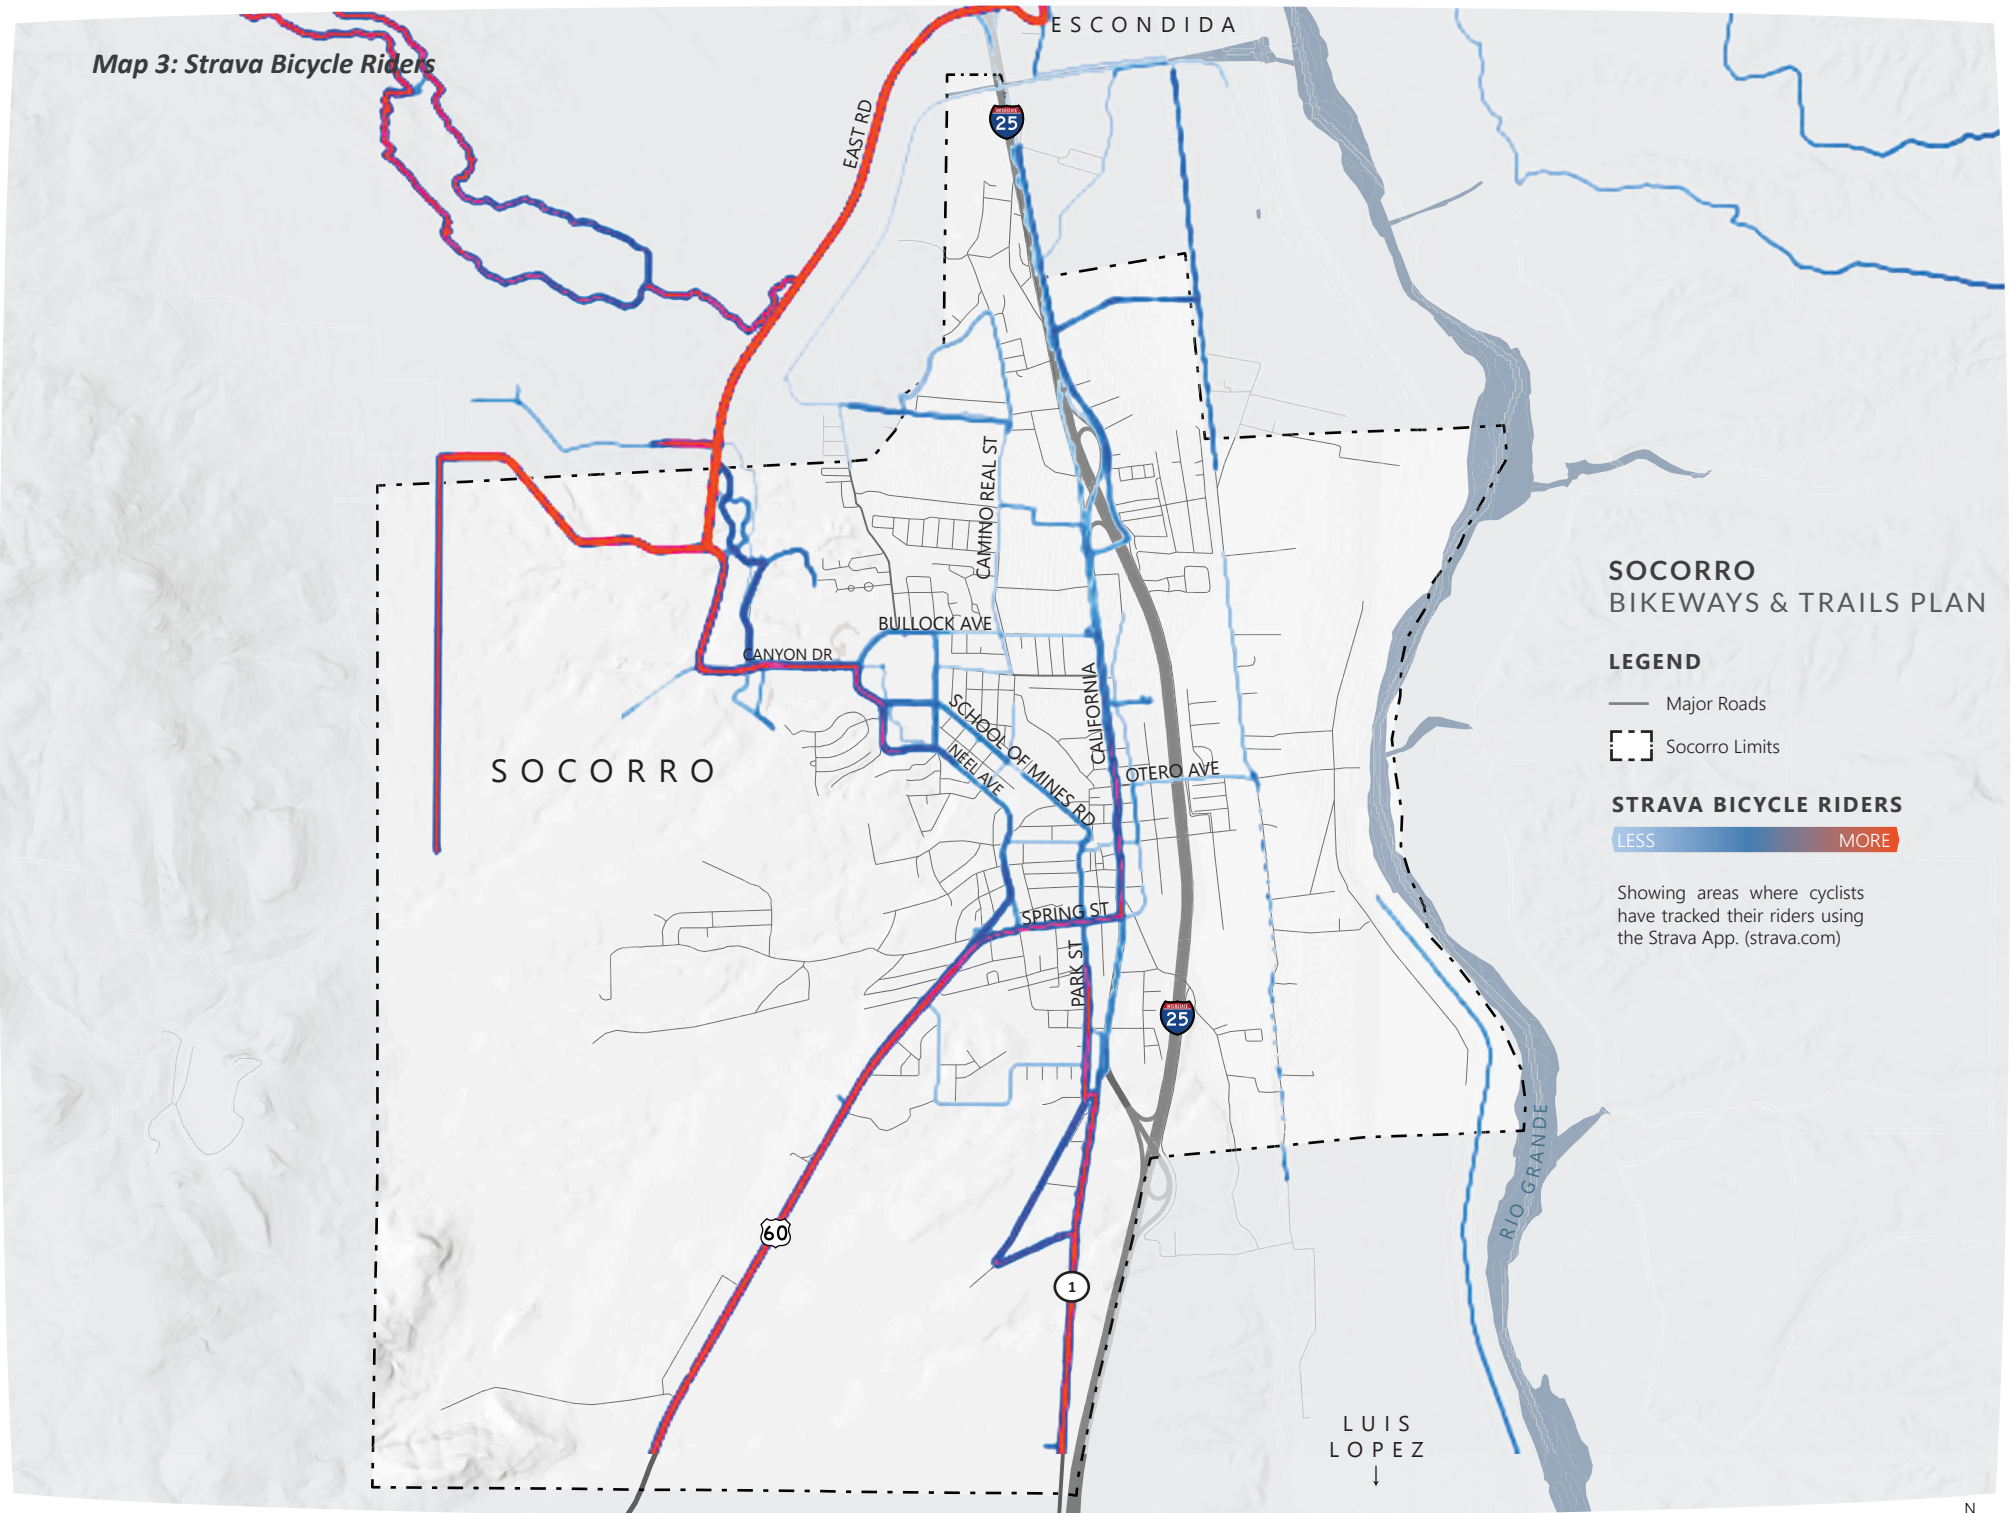 ESCONDIDA
Map 3: Strava Bicycle Riders
EAST RD
INTERSTATE
25
CAMINO REAL ST
SOCORRO
BIKEWAYS & TRAILS PLAN
BULLOCK AVE
CANYON DR
LEGEND
Major Roads
Socorro Limits
CALIFORNIA
SCHOOL OF MINES RD
NEEL AVE
SOCORRO
OTERO AVE
STRAVA BICYCLE RIDERS
LESS
MORE
Showing areas where cyclists
have tracked their riders using
the Strava App. (strava.com)
SPRING ST
PARK ST
INTERSTATE
25
RIO GRANDE
60
1
LUIS
LOPEZ
↓
N